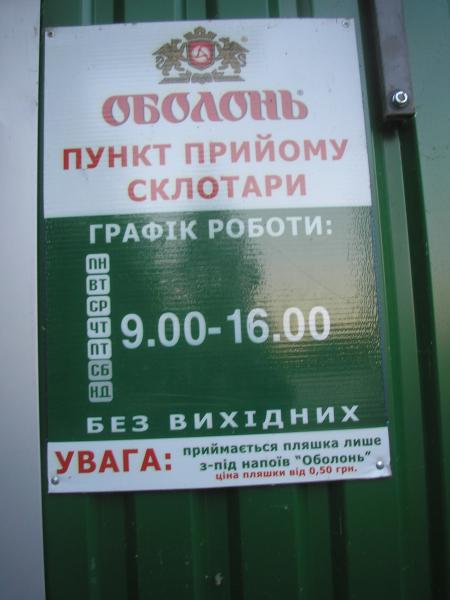 ОБОЛОНЬ®
ПУНКТ ПРИЙОМУ
СКЛОТАРИ
ГРАФІК РОБОТИ:
ПН
ВТ
СР
ЧТ
ПТ
СБ
НД
9.00-16.00
БЕЗ ВИХІДНИХ
УВАГА:
приймається пляшка лише
з-під напоїв "Оболонь"
ціна пляшки від 0,50 грн.